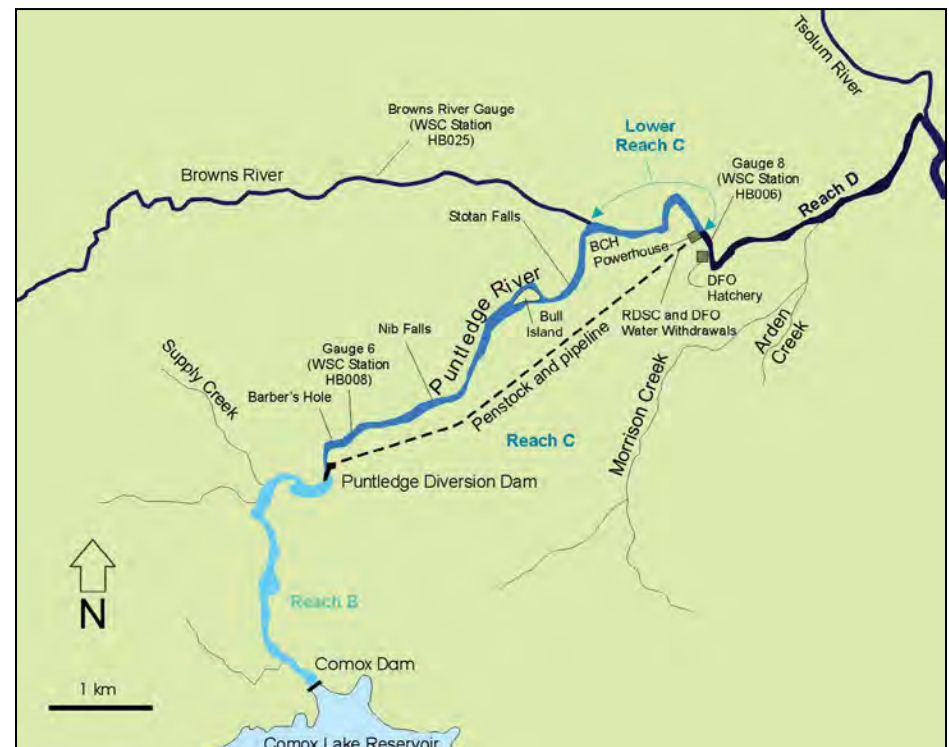 Tsolum River
Browns River Gauge
(WSC Station
HB025)
Lower
Reach C
Browns River
Gauge 8
(WSC Station
HB006)
Reach D
Stotan Falls
BCH
Powerhouse
DFO
Hatchery
Puntledge River
Bull
Island
RDSC and DFO
Water Withdrawals
Arden
Creek
Nib Falls
Gauge 6
(WSC Station
HB008)
Supply Creek
Barber's Hole
Penstock and pipeline
Morrison Creek
Reach C
Puntledge Diversion Dam
N
Reach B
Comox Dam
1 km
Comox Lake Reservoir